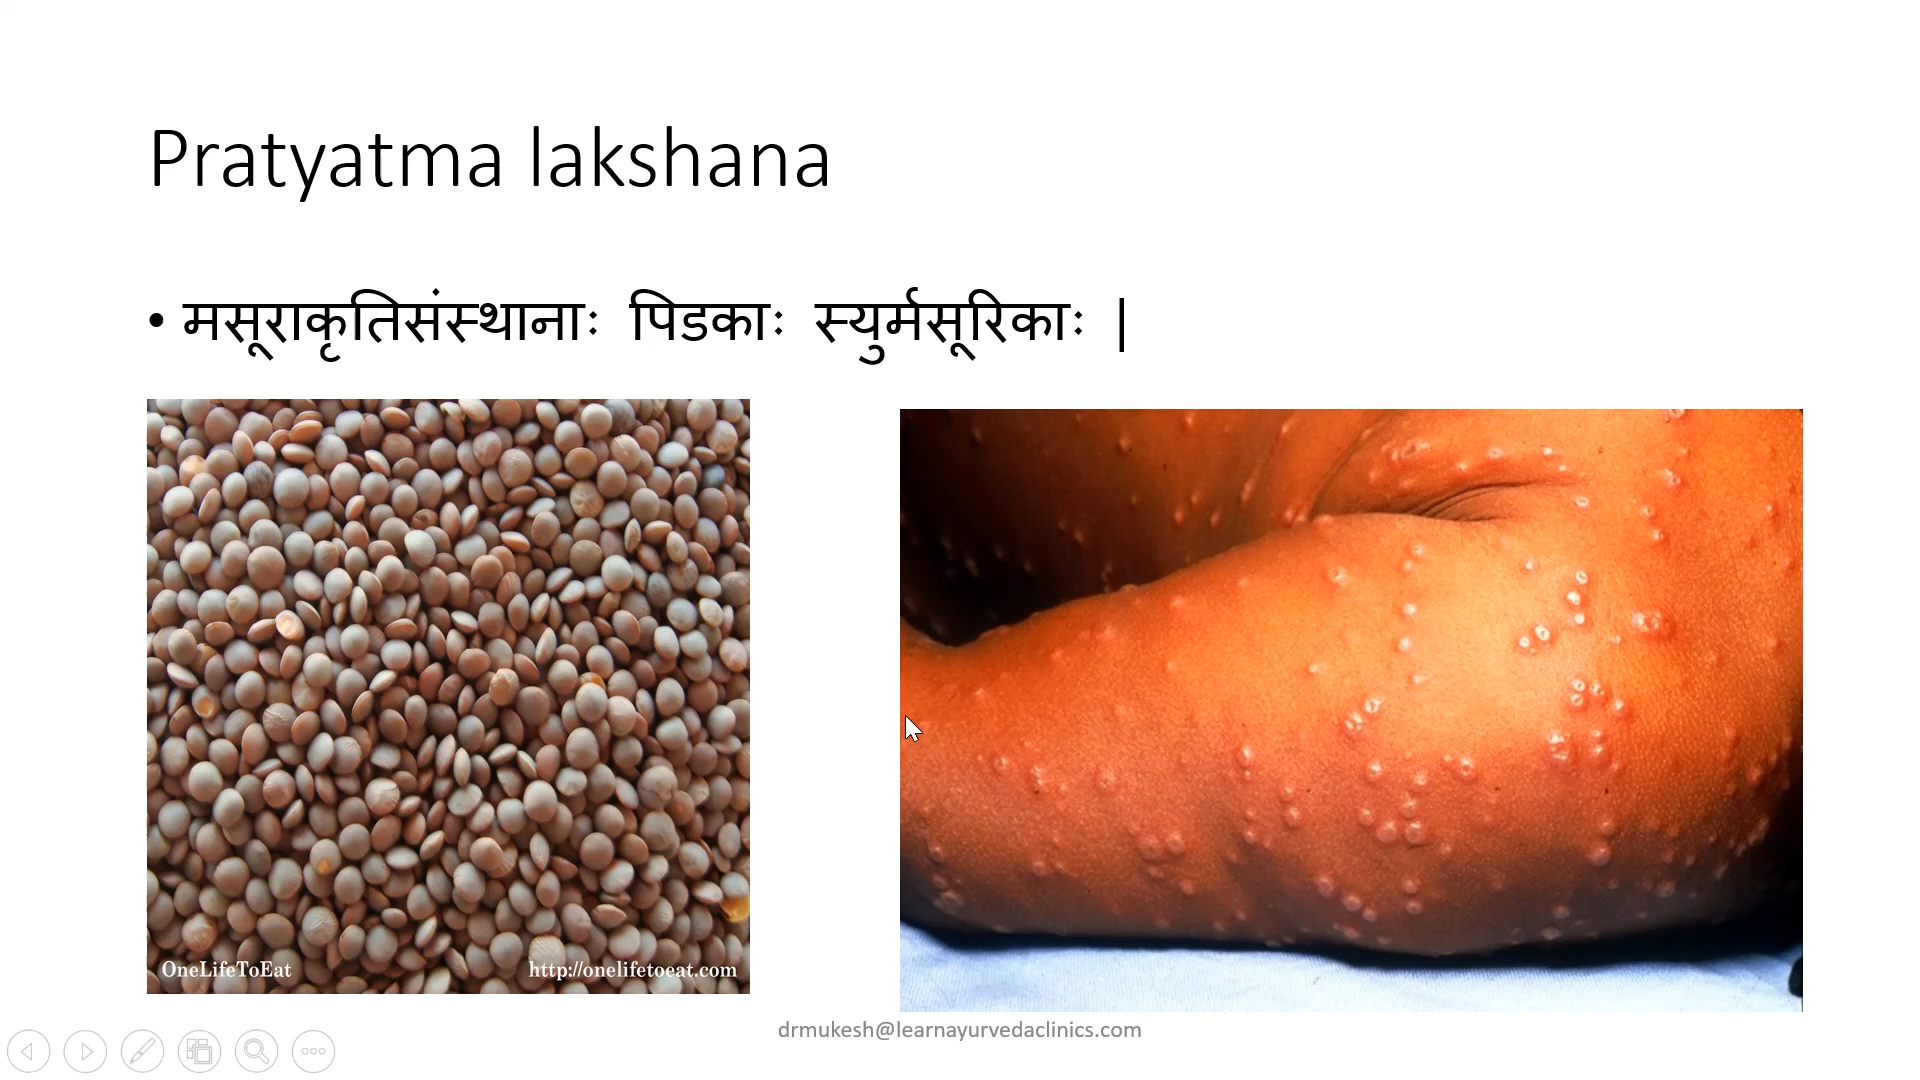 Pratyatma lakshana
• मसूराकृतिसंस्थानाः पिडकाः स्युर्मसूरिकाः |
OneLifeToEat
http://onelifetoeat.com
drmukesh@learnayurvedaclinics.com